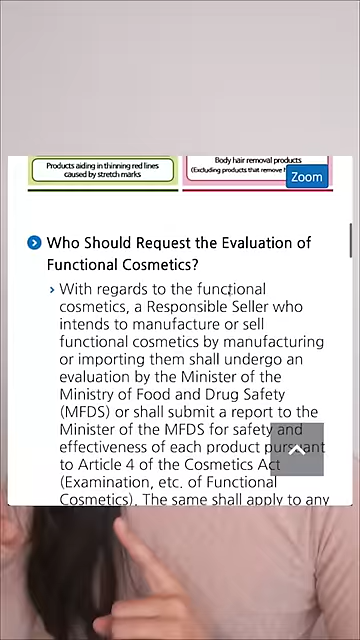 Products aiding in thinning red lines
caused by stretch marks
Body hair removal products
(Excluding products that remove
Zoom
Who Should Request the Evaluation of
Functional Cosmetics?
With regards to the functional
cosmetics, a Responsible Seller who
intends to manufacture or sell
functional cosmetics by manufacturing
or importing them shall undergo an
evaluation by the Minister of the
Ministry of Food and Drug Safety
(MFDS) or shall submit a report to the
Minister of the MFDS for safety and
effectiveness of each product pursuant
to Article 4 of the Cosmetics Act
(Examination, etc. of Functional
Cosmetics). The same shall apply to any